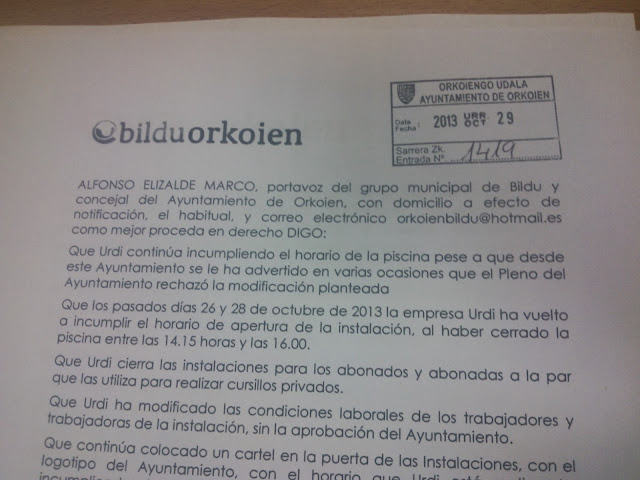 bilduorkoien
ORKOIENGO UDALA
AYUNTAMIENTO DE ORKOIEN
Data
Fecha: 2013 URR. OCT 29
Sarrera Zk.
Entrada Nº 1419
ALFONSO ELIZALDE MARCO, portavoz del grupo municipal de Bildu y
concejal del Ayuntamiento de Orkoien, con domicilio a efecto de
notificación, el habitual, y correo electrónico orkoienbildu@hotmail.es
como mejor proceda en derecho DIGO:
Que Urdi continúa incumpliendo el horario de la piscina pese a que desde
este Ayuntamiento se le ha advertido en varias ocasiones que el Pleno del
Ayuntamiento rechazó la modificación planteada
Que los pasados días 26 y 28 de octubre de 2013 la empresa Urdi ha vuelto
a incumplir el horario de apertura de la instalación, al haber cerrado la
piscina entre las 14.15 horas y las 16.00.
Que Urdi cierra las instalaciones para los abonados y abonadas a la par
que las utiliza para realizar cursillos privados.
Que Urdi ha modificado las condiciones laborales de los trabajadores y
trabajadoras de la instalación, sin la aprobación del Ayuntamiento.
Que continúa colocado un cartel en la puerta de las Instalaciones, con el
logotipo del Ayuntamiento, con el horario que Urdi